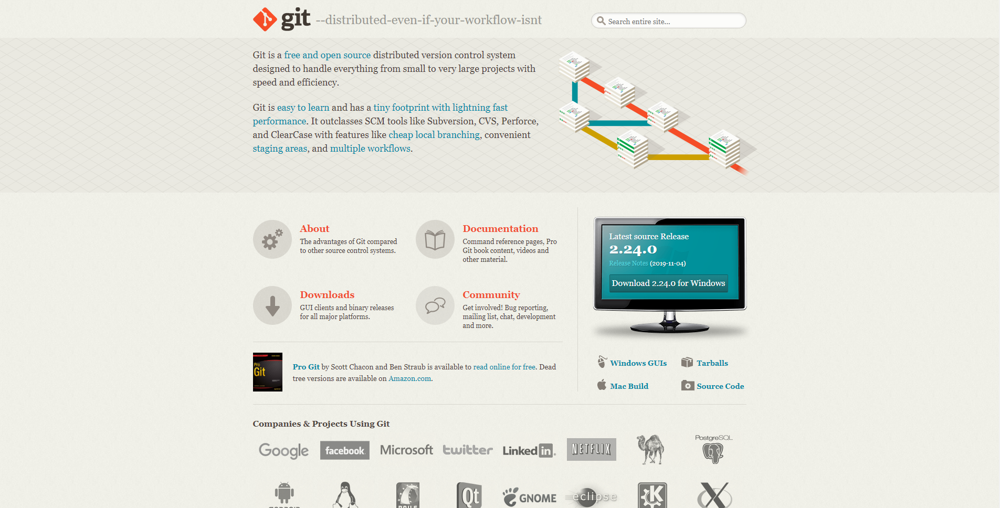 git --distributed-even-if-your-workflow-isnt
Search entire site...
Git is a free and open source distributed version control system
designed to handle everything from small to very large projects with
speed and efficiency.
Git is easy to learn and has a tiny footprint with lightning fast
performance. It outclasses SCM tools like Subversion, CVS, Perforce,
and ClearCase with features like cheap local branching, convenient
staging areas, and multiple workflows.
About
The advantages of Git compared
to other source control systems.
Documentation
Command reference pages, Pro
Git book content, videos and
other material.
Downloads
GUI clients and binary releases
for all major platforms.
Community
Get involved! Bug reporting,
mailing list, chat, development
and more.
Pro
Git
Pro Git by Scott Chacon and Ben Straub is available to read online for free. Dead
tree versions are available on Amazon.com.
Latest source Release
2.24.0
Release Notes (2019-11-04)
Download 2.24.0 for Windows
Windows GUIs
Tarballs
Mac Build
Source Code
Companies & Projects Using Git
Google facebook Microsoft twitter Linked in NETFLIX PostgreSQL
Qt GNOME eclipse K X